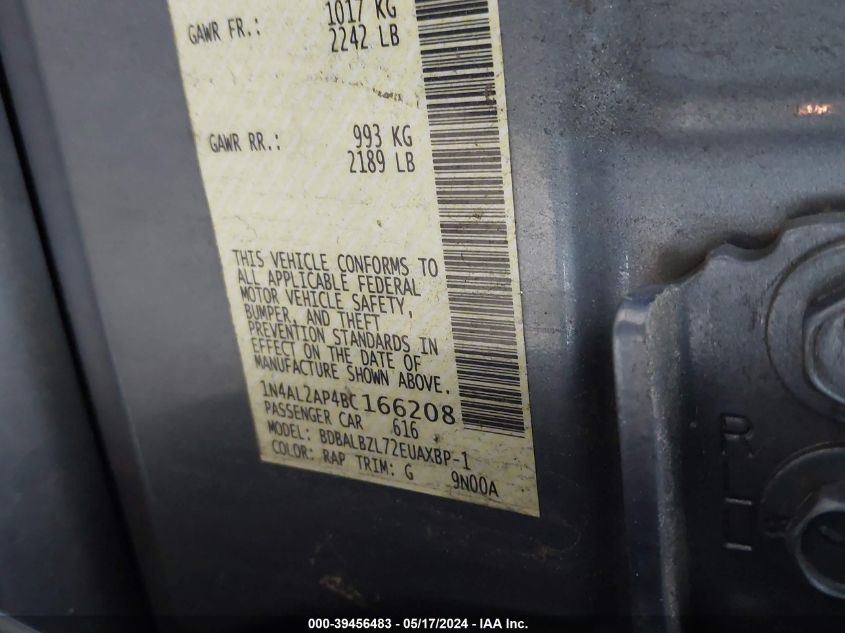 1017 KG
GAWR FR.: 2242 LB
993 KG
GAWR RR.: 2189 LB
THIS VEHICLE CONFORMS TO
ALL APPLICABLE FEDERAL
MOTOR VEHICLE SAFETY,
BUMPER, AND THEFT
PREVENTION STANDARDS IN
EFFECT ON THE DATE OF
MANUFACTURE SHOWN ABOVE.
1N4AL2AP4BC166208
PASSENGER CAR 616
MODEL: BDBALBZL72EUAXBP-1
COLOR: RAP TRIM: G 9N00A
000-39456483 - 05/17/2024 - IAA Inc.